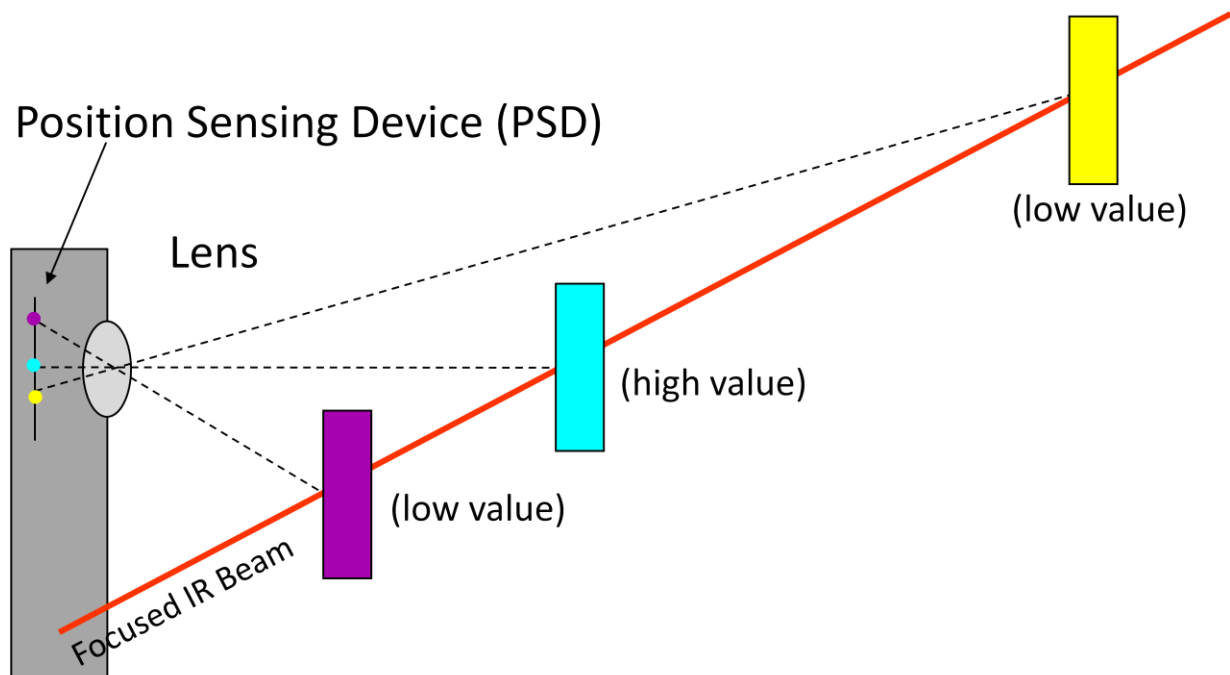 Position Sensing Device (PSD)
(low value)
Lens
(high value)
(low value)
Focused IR Beam